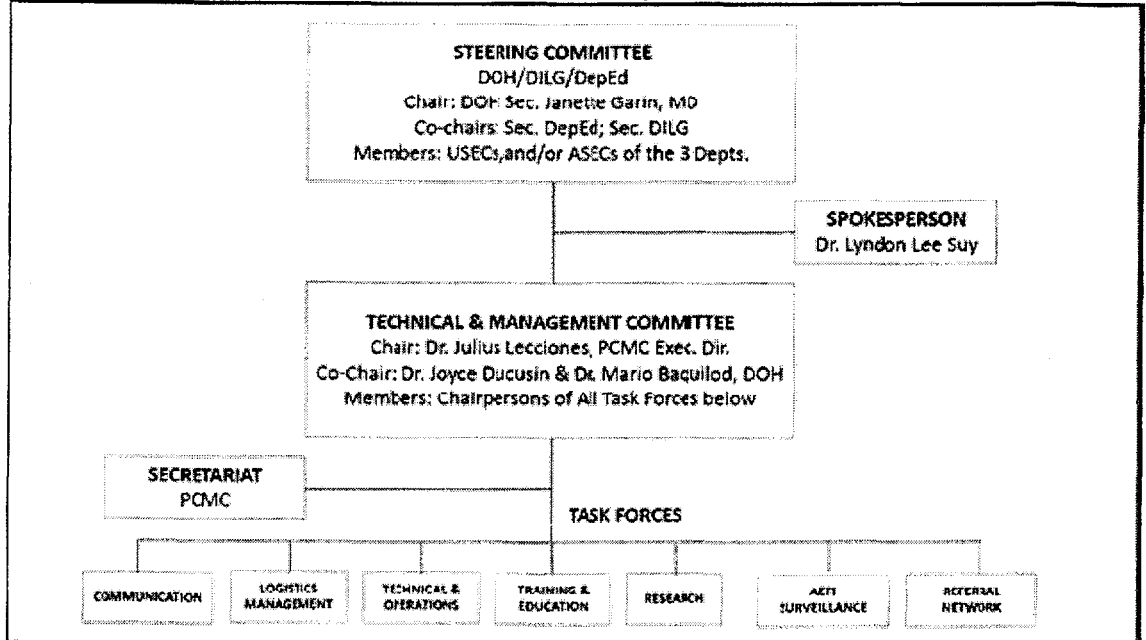 STEERING COMMITTEE
DOH/DILG/DepEd
Chair: DOH Sec. Janette Garin, MD
Co-chairs: Sec. DepEd; Sec. DILG
Members: USECs,and/or ASECs of the 3 Depts.
SPOKESPERSON
Dr. Lyndon Lee Suy
TECHNICAL & MANAGEMENT COMMITTEE
Chair: Dr. Julius Lecciones, PCMC Exec. Dir.
Co-Chair: Dr. Joyce Ducusin & Dr. Mario Baquilod, DOH
Members: Chairpersons of All Task Forces below
SECRETARIAT
PCMC
TASK FORCES
COMMUNICATION
LOGISTICS
MANAGEMENT
TECHNICAL &
OPERATIONS
TRAINING &
EDUCATION
RESEARCH
AEFI
SURVEILLANCE
REFERRAL
NETWORK